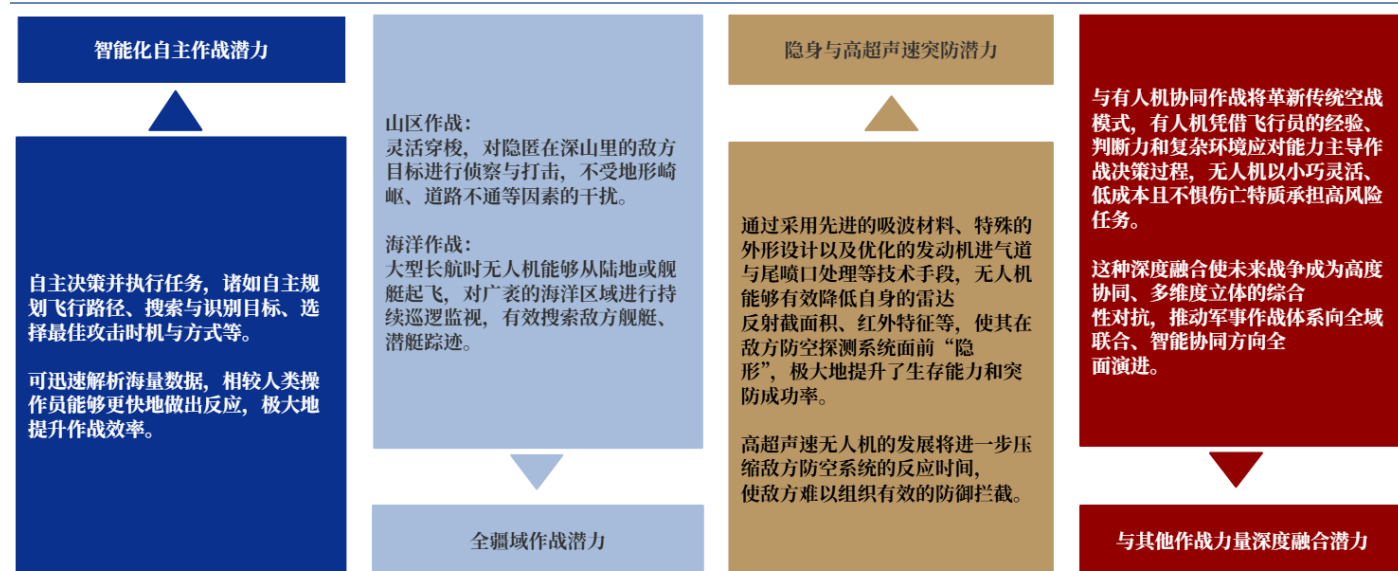 智能化自主作战潜力
自主决策并执行任务，诸如自主规
划飞行路径、搜索与识别目标、选
择最佳攻击时机与方式等。
可迅速解析海量数据，相较人类操
作员能够更快地做出反应，极大地
提升作战效率。
山区作战：
灵活穿梭，对隐匿在深山里的敌方
目标进行侦察与打击，不受地形崎
岖、道路不通等因素的干扰。
海洋作战：
大型长航时无人机能够从陆地或舰
艇起飞，对广袤的海洋区域进行持
续巡逻监视，有效搜索敌方舰艇、
潜艇踪迹。
全疆域作战潜力
隐身与高超声速突防潜力
通过采用先进的吸波材料、特殊的
外形设计以及优化的发动机进气道
与尾喷口处理等技术手段，无人机
能够有效降低自身的雷达
反射截面积、红外特征等，使其在
敌方防空探测系统面前“隐
形”，极大地提升了生存能力和突
防成功率。
高超声速无人机的发展将进一步压
缩敌方防空系统的反应时间，
使敌方难以组织有效的防御拦截。
与有人机协同作战将革新传统空战
模式，有人机凭借飞行员的经验、
判断力和复杂环境应对能力主导作
战决策过程，无人机以小巧灵活、
低成本且不惧伤亡特质承担高风险
任务。
这种深度融合使未来战争成为高度
协同、多维度立体的综合
性对抗，推动军事作战体系向全域
联合、智能协同方向全
面演进。
与其他作战力量深度融合潜力